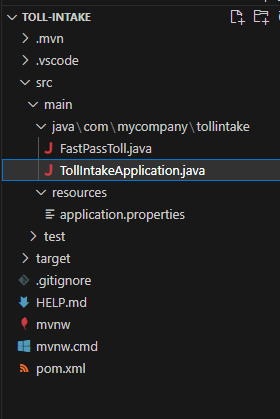 TOLL-INTAKE
.mvn
.vscode
src
main
java\com\mycompany\tollintake
FastPassToll.java
TollIntakeApplication.java
resources
application.properties
test
target
.gitignore
HELP.md
mvnw
mvnw.cmd
pom.xml